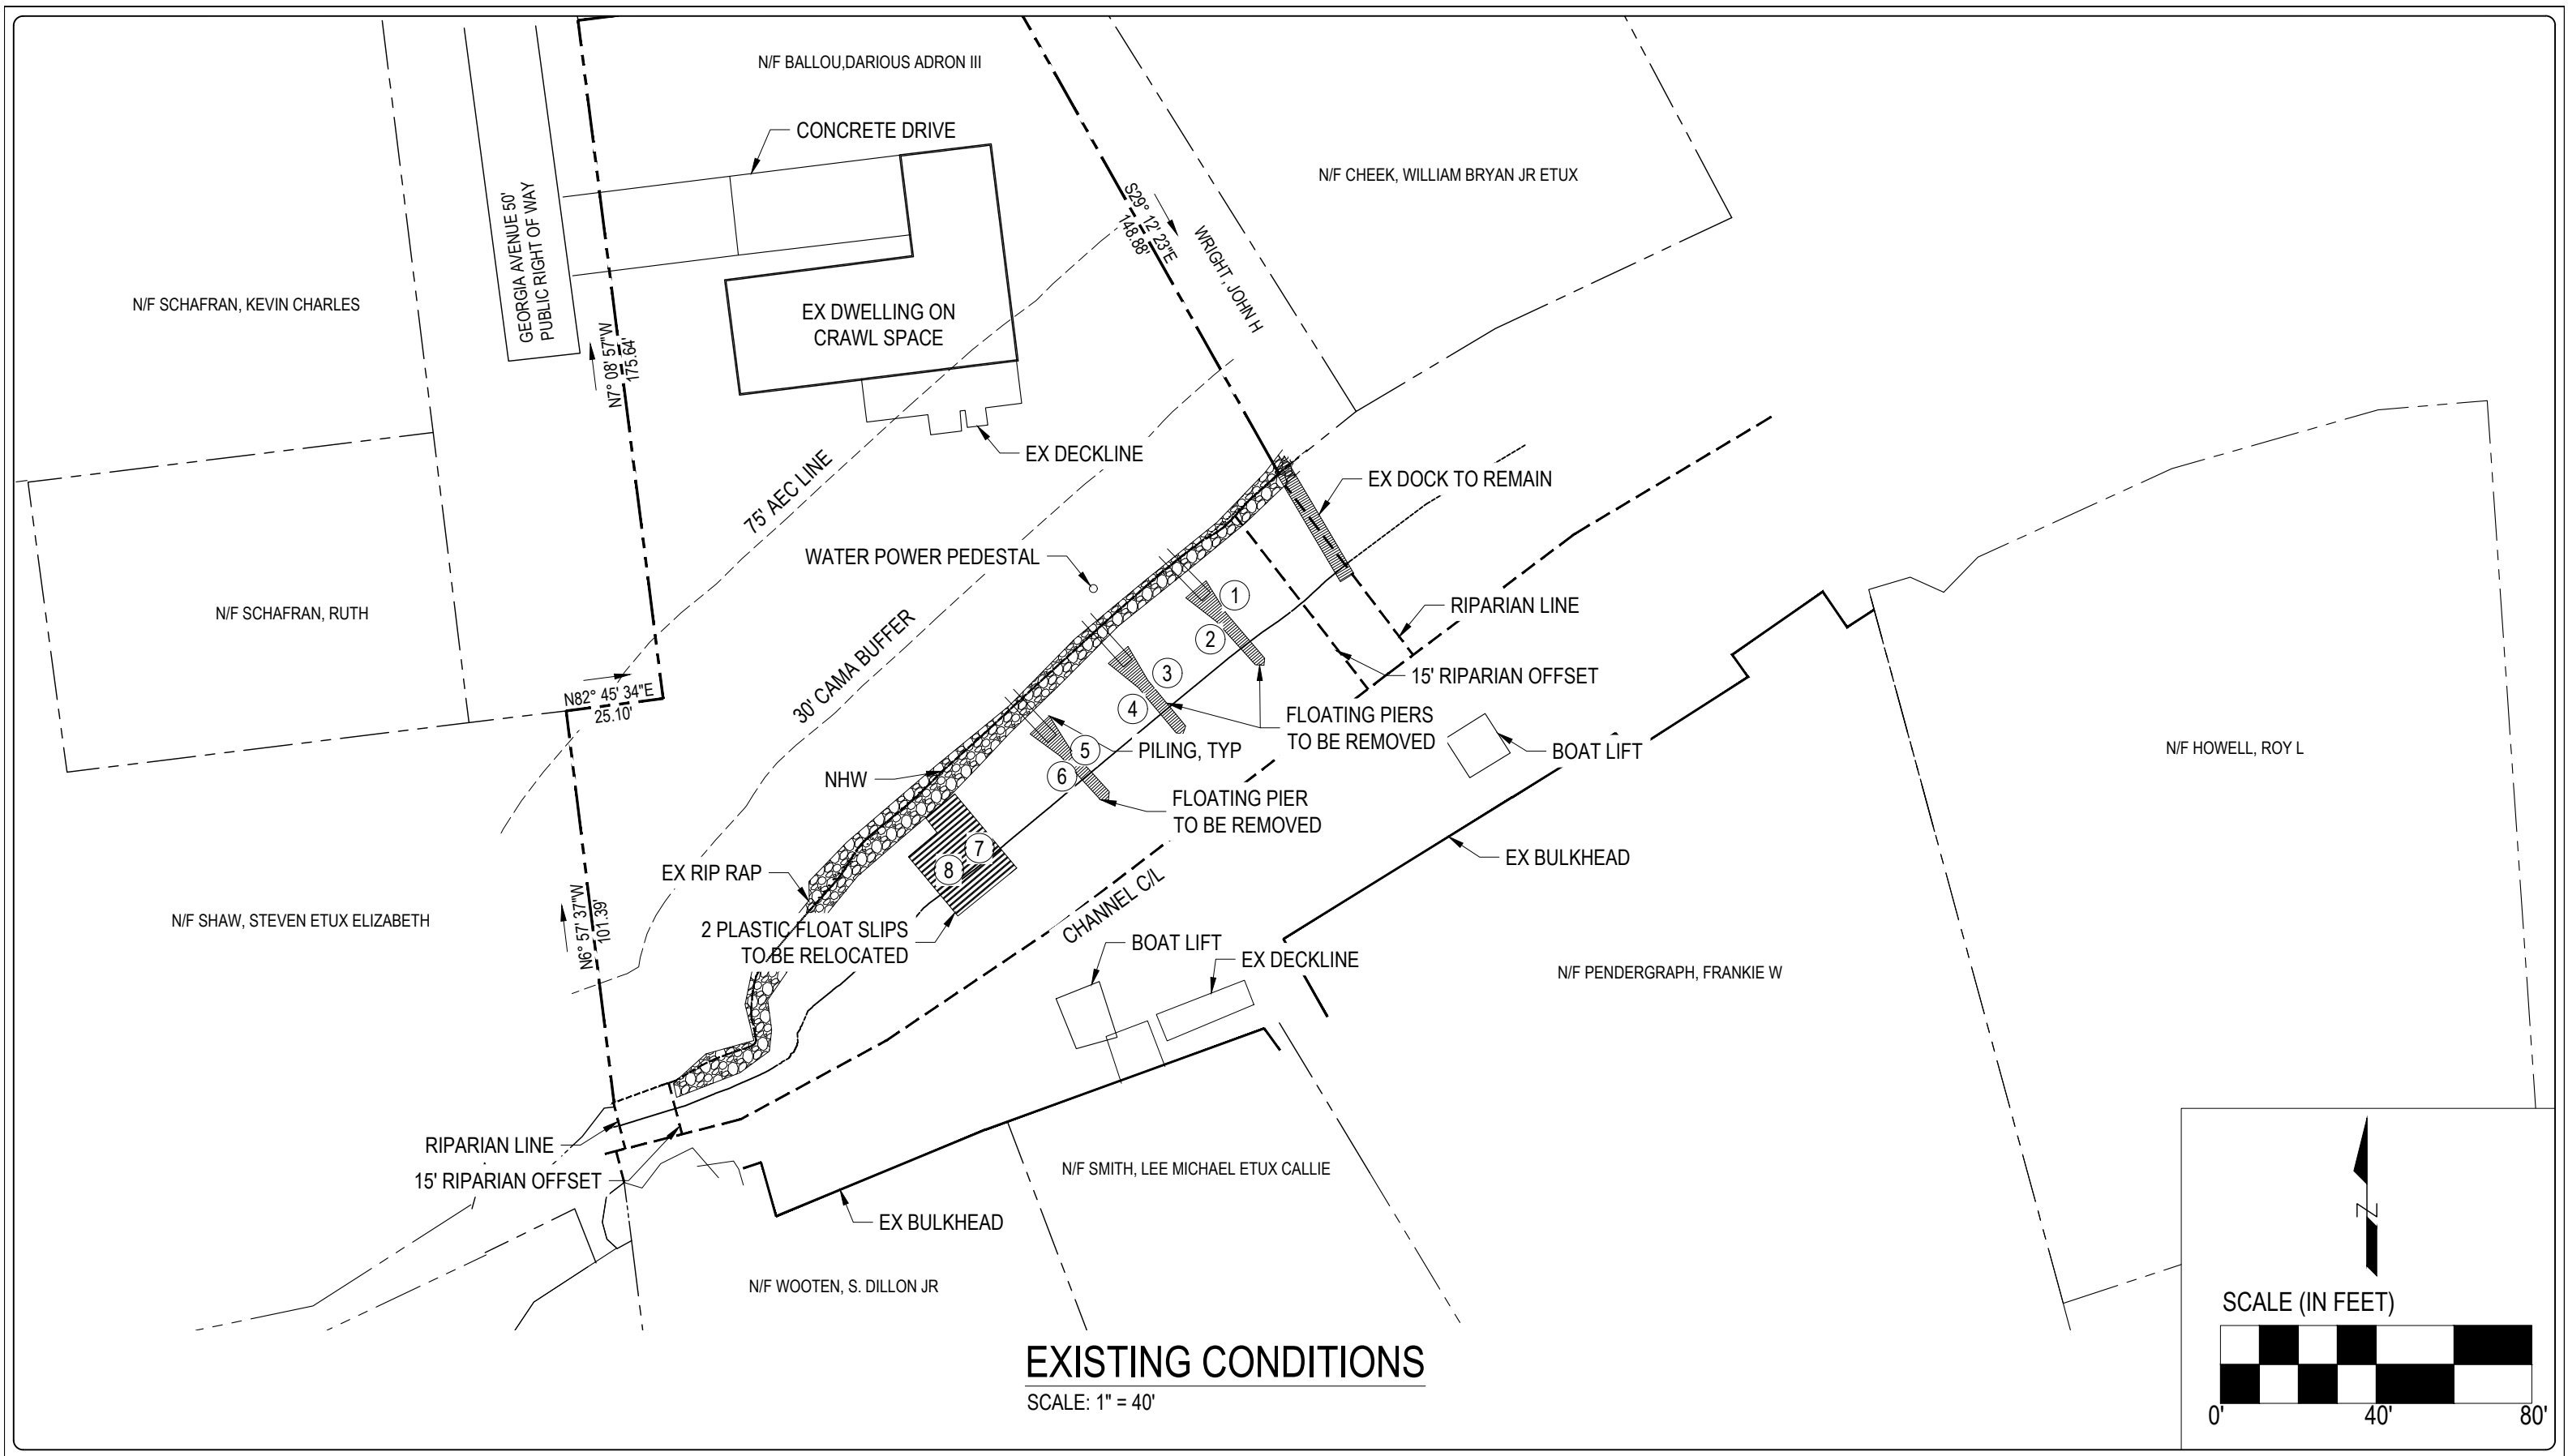 N/F BALLOU,DARIOUS ADRON III
CONCRETE DRIVE
N/F CHEEK, WILLIAM BRYAN JR ETUX
GEORGIA AVENUE 50'
PUBLIC RIGHT OF WAY
S29° 12' 23"E
148.88'
WRIGHT, JOHN H
N/F SCHAFRAN, KEVIN CHARLES
EX DWELLING ON
CRAWL SPACE
N7° 08' 57"W
175.64'
EX DECKLINE
75' AEC LINE
EX DOCK TO REMAIN
WATER POWER PEDESTAL
N/F SCHAFRAN, RUTH
1
RIPARIAN LINE
2
30' CAMA BUFFER
3
15' RIPARIAN OFFSET
N82° 45' 34"E
25.10'
4
FLOATING PIERS
TO BE REMOVED
5
PILING, TYP
BOAT LIFT
N/F HOWELL, ROY L
NHW
6
FLOATING PIER
TO BE REMOVED
7
8
EX BULKHEAD
EX RIP RAP
N/F SHAW, STEVEN ETUX ELIZABETH
N6° 57' 37"W
101.39'
2 PLASTIC FLOAT SLIPS
TO BE RELOCATED
CHANNEL C/L
BOAT LIFT
EX DECKLINE
N/F PENDERGRAPH, FRANKIE W
RIPARIAN LINE
15' RIPARIAN OFFSET
N/F SMITH, LEE MICHAEL ETUX CALLIE
EX BULKHEAD
N/F WOOTEN, S. DILLON JR
Z
SCALE (IN FEET)
0' 40' 80'
EXISTING CONDITIONS
SCALE: 1" = 40'